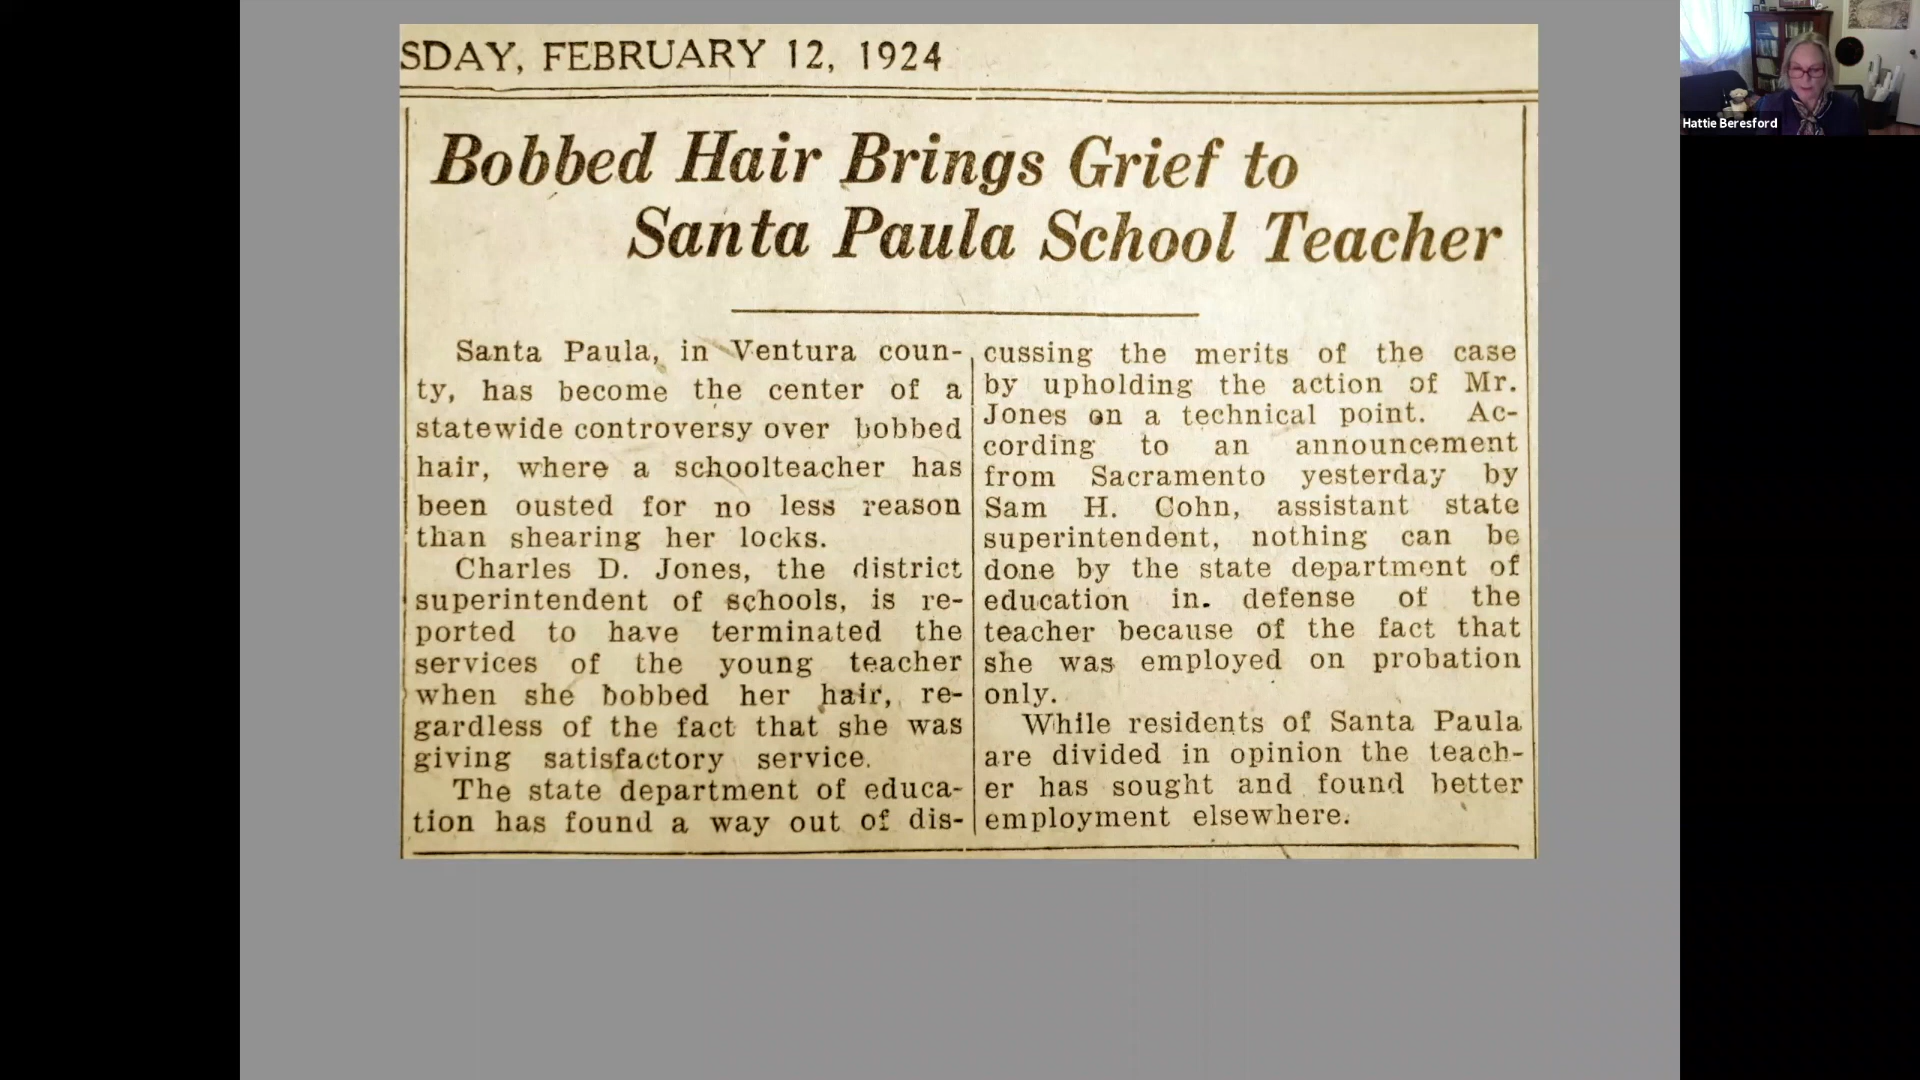 SDAY, FEBRUARY 12, 1924
Bobbed Hair Brings Grief to
Santa Paula School Teacher
Santa Paula, in Ventura coun-
ty, has become the center of a
statewide controversy over bobbed
hair, where a schoolteacher has
been ousted for no less reason
than shearing her locks.
Charles D. Jones, the district
superintendent of schools, is re-
ported to have terminated the
services of the young teacher
when she bobbed her hair, re-
gardless of the fact that she was
giving satisfactory service.
The state department of educa-
tion has found a way out of dis-
cussing the merits of the case
by upholding the action of Mr.
Jones on a technical point. Ac-
cording to an announcement
from Sacramento yesterday by
Sam H. Cohn, assistant state
superintendent, nothing can be
done by the state department of
education in. defense of the
teacher because of the fact that
she was employed on probation
only.
While residents of Santa Paula
are divided in opinion the teach-
er has sought and found better
employment elsewhere.
Hattie Beresford